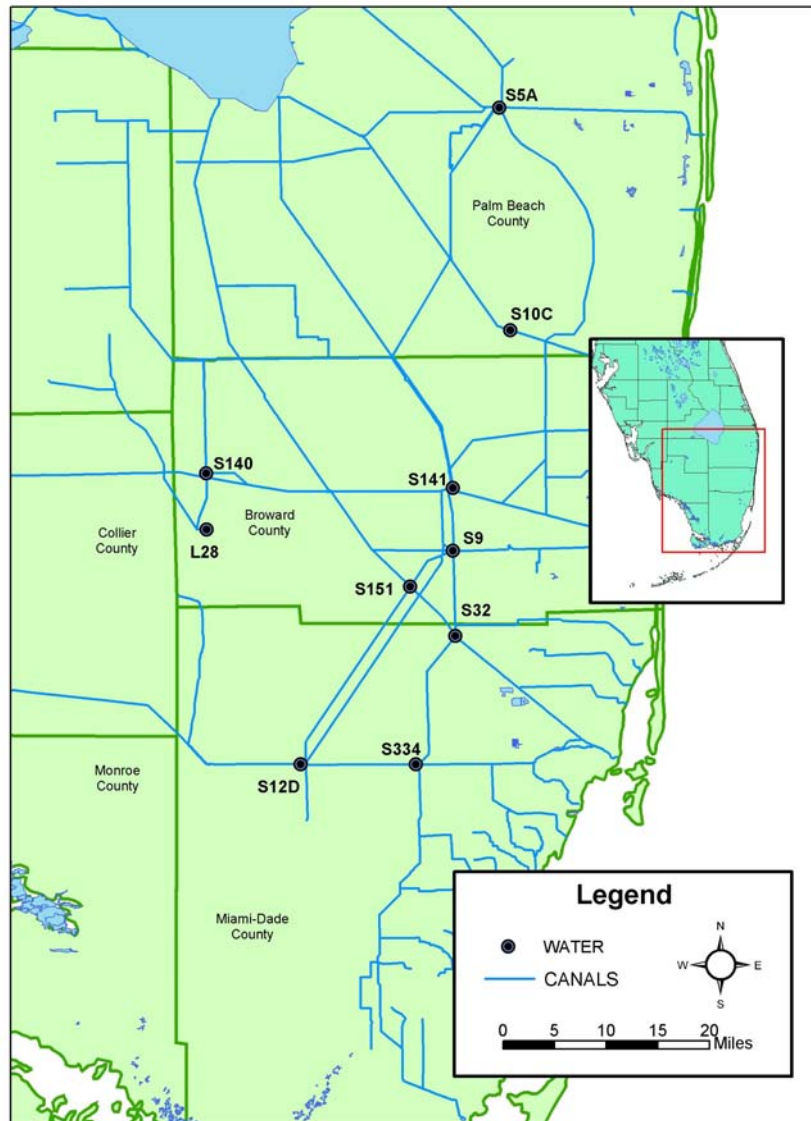 S5A
Palm Beach
County
S10C
S140
S141
Broward
County
Collier
County
L28
S9
S151
S32
S334
S12D
Monroe
County
Miami-Dade
County
Legend
WATER
CANALS
N
W E
S
0 5 10 15 20
Miles